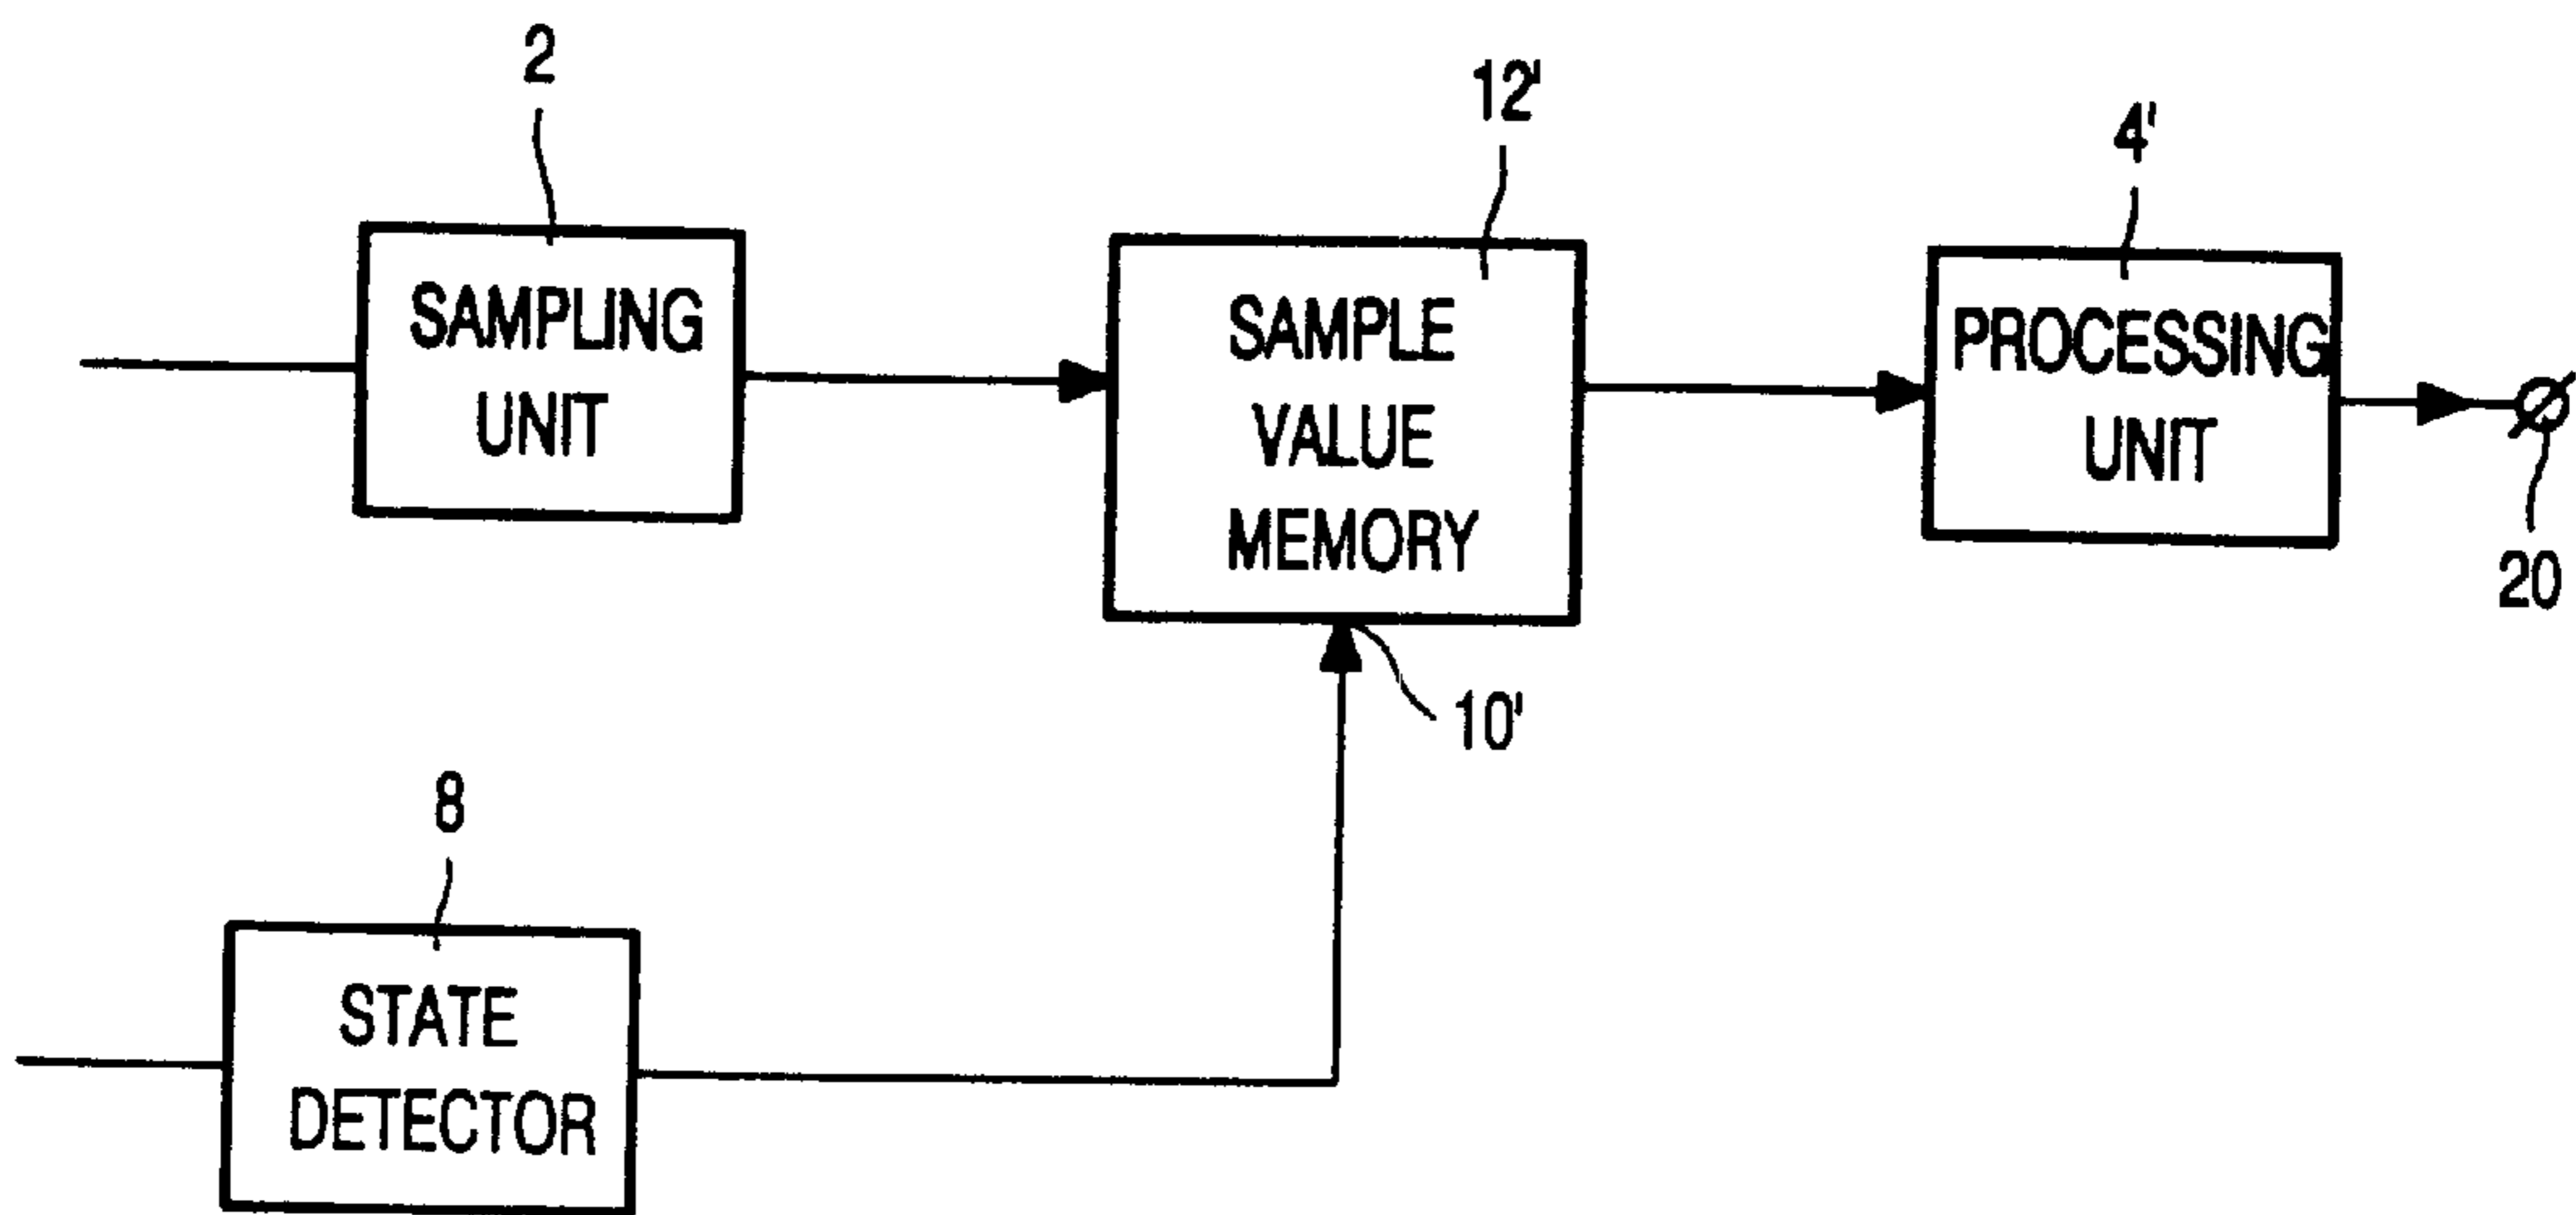 2
12'
4'
SAMPLING
UNIT
SAMPLE
VALUE
MEMORY
PROCESSING
UNIT
20
10'
8
STATE
DETECTOR